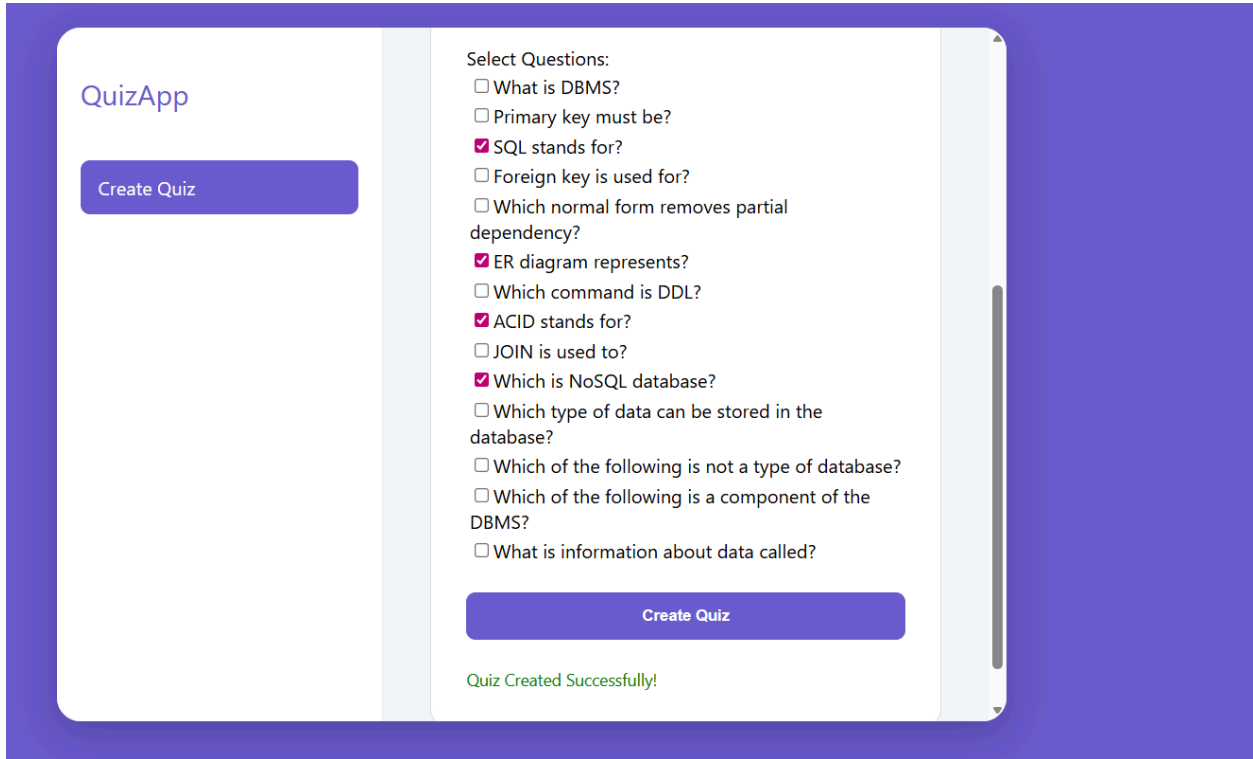 QuizApp
Create Quiz
Select Questions:
What is DBMS?
Primary key must be?
SQL stands for?
Foreign key is used for?
Which normal form removes partial
dependency?
ER diagram represents?
Which command is DDL?
ACID stands for?
JOIN is used to?
Which is NoSQL database?
Which type of data can be stored in the
database?
Which of the following is not a type of database?
Which of the following is a component of the
DBMS?
What is information about data called?
Create Quiz
Quiz Created Successfully!